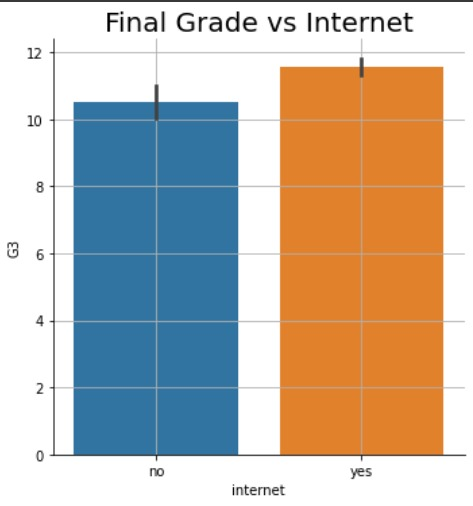 Final Grade vs Internet
12
10
8
6
4
2
0
G3
no yes
internet